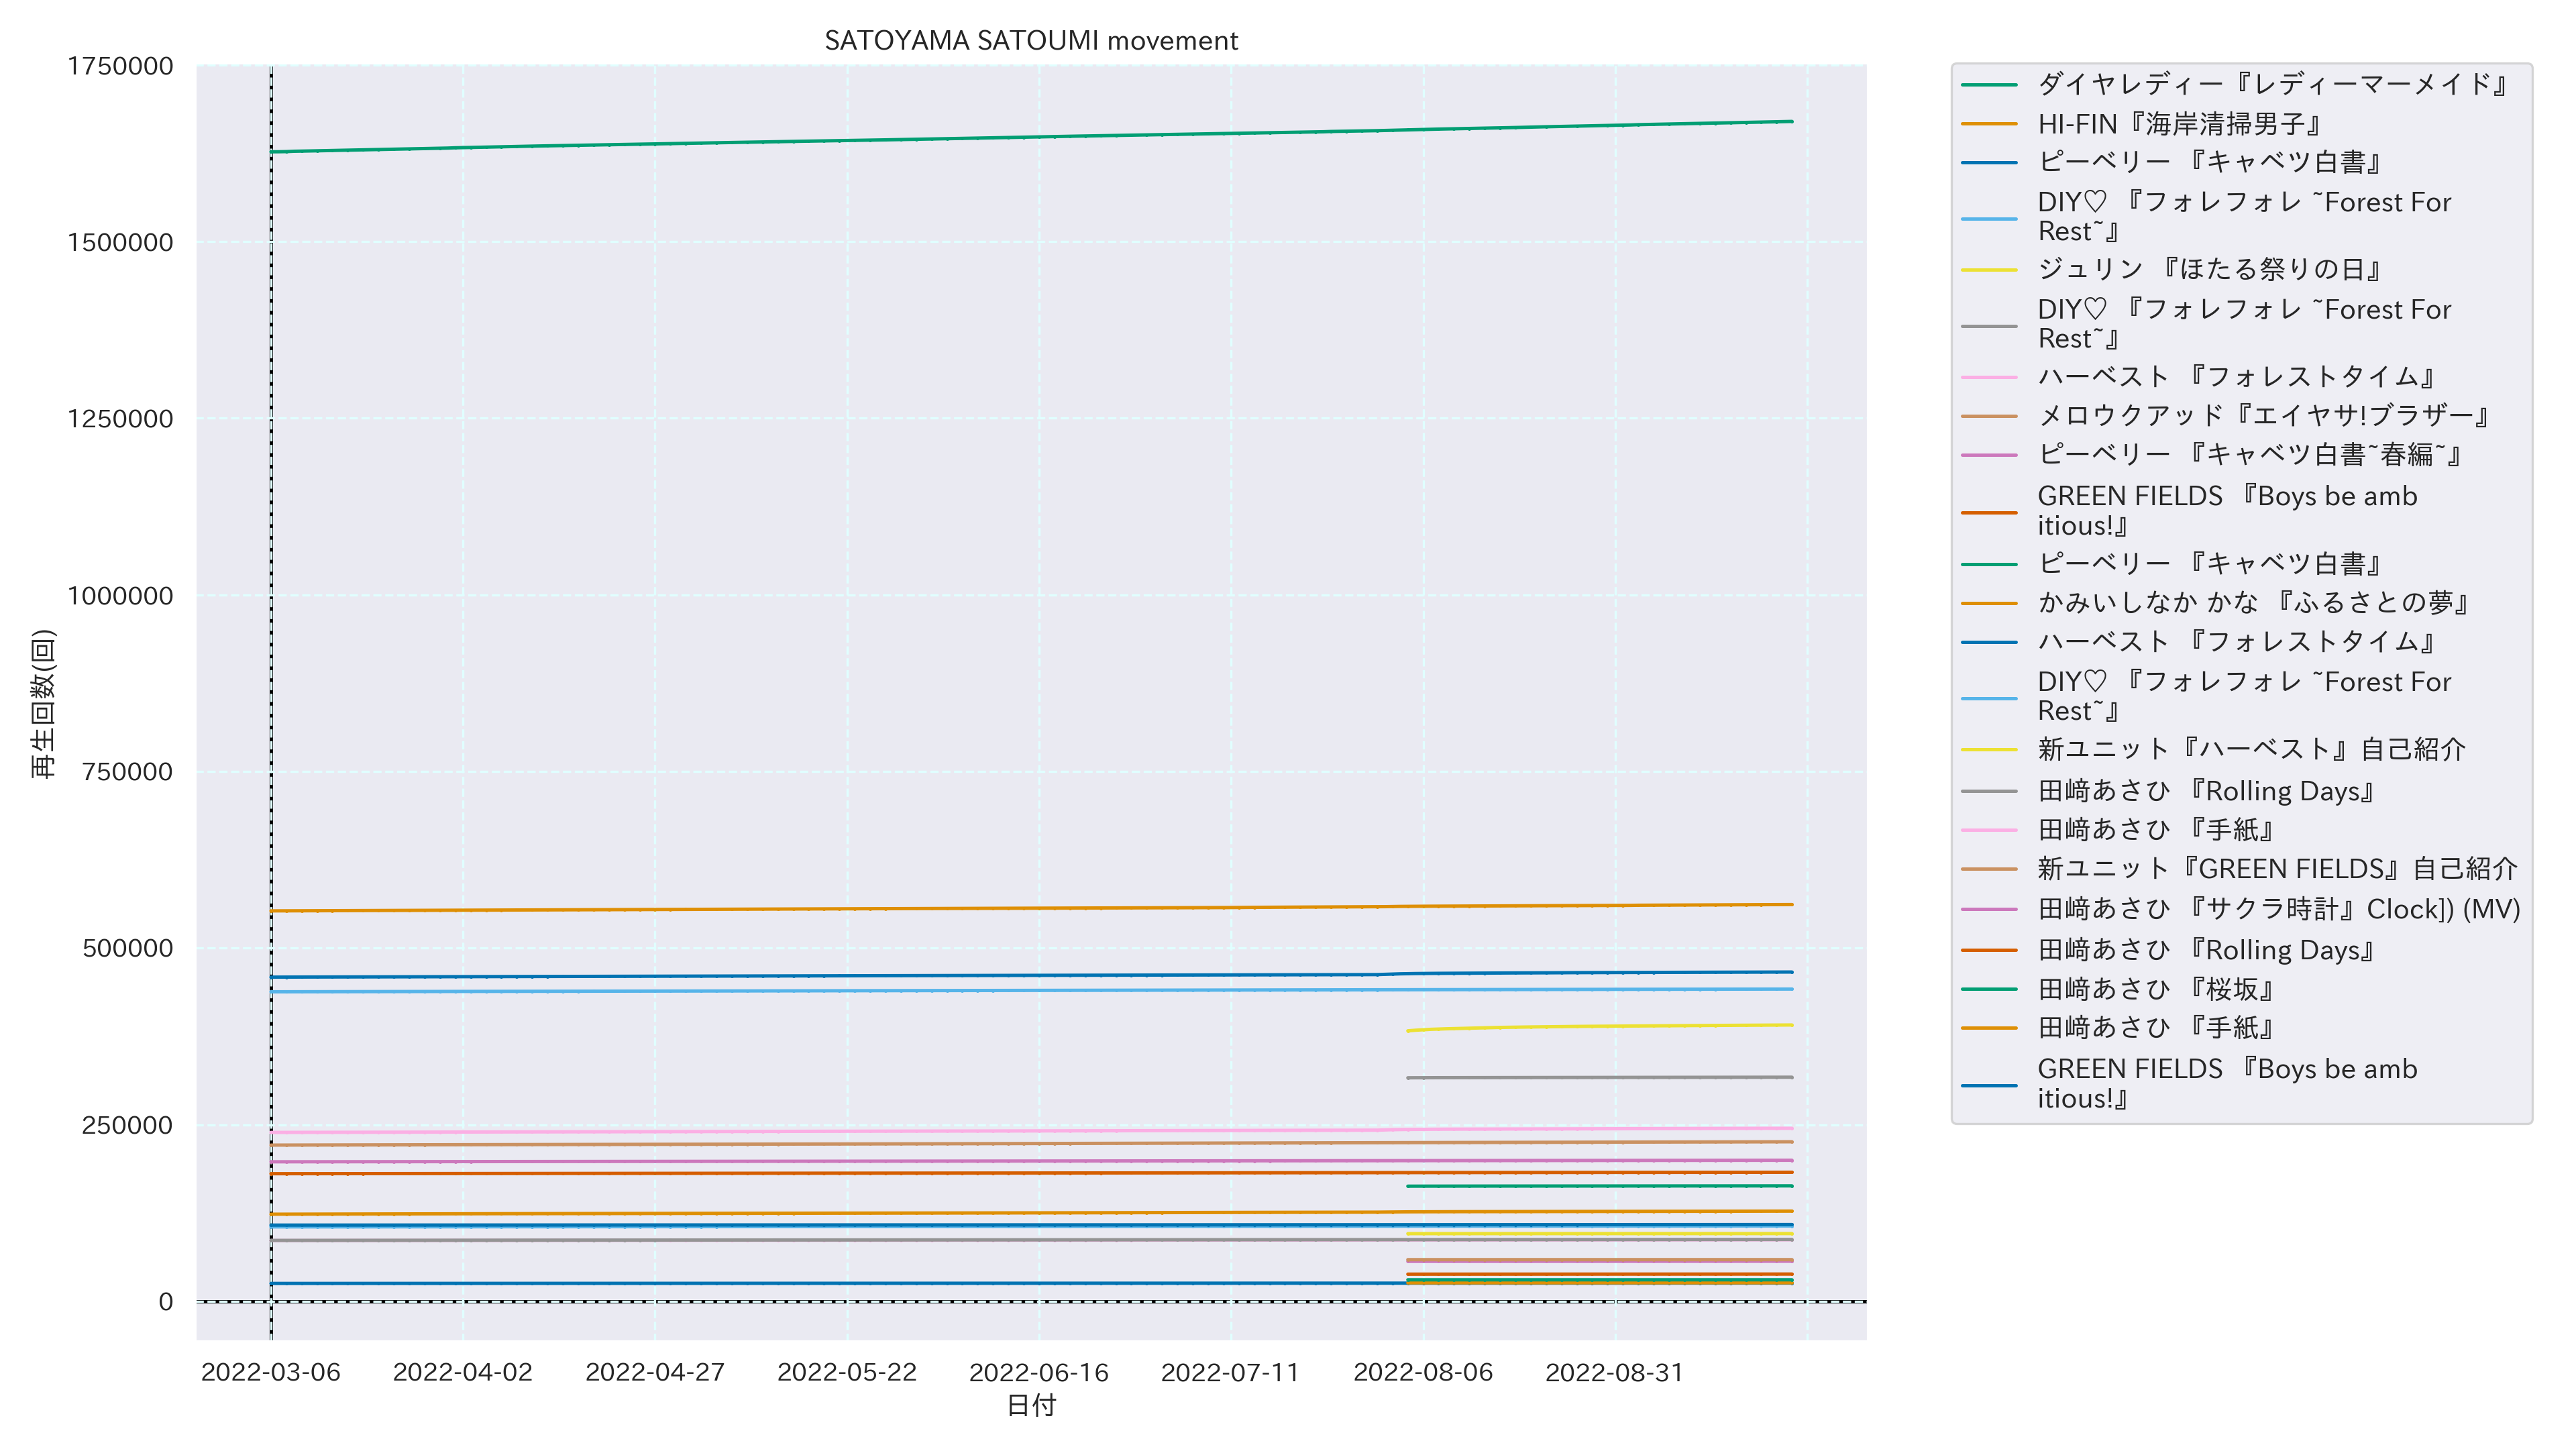 SATOYAMA SATOUMI movement
1750000
1500000
1250000
1000000
750000
500000
250000
0
再生回数(回)
2022-03-06
2022-04-02
2022-04-27
2022-05-22
2022-06-16
2022-07-11
2022-08-06
2022-08-31
日付
ダイヤレディー『レディーマーメイド』
HI-FIN『海岸清掃男子』
ピーベリー 『キャベツ白書』
DIY♡ 『フォレフォレ ~Forest For
Rest~』
ジュリン 『ほたる祭りの日』
DIY♡ 『フォレフォレ ~Forest For
Rest~』
ハーベスト 『フォレストタイム』
メロウクアッド『エイヤサ!ブラザー』
ピーベリー 『キャベツ白書~春編~』
GREEN FIELDS 『Boys be amb
itious!』
ピーベリー 『キャベツ白書』
かみいしなか かな 『ふるさとの夢』
ハーベスト 『フォレストタイム』
DIY♡ 『フォレフォレ ~Forest For
Rest~』
新ユニット『ハーベスト』自己紹介
田﨑あさひ 『Rolling Days』
田﨑あさひ 『手紙』
新ユニット『GREEN FIELDS』自己紹介
田﨑あさひ 『サクラ時計』Clock]) (MV)
田﨑あさひ 『Rolling Days』
田﨑あさひ 『桜坂』
田﨑あさひ 『手紙』
GREEN FIELDS 『Boys be amb
itious!』